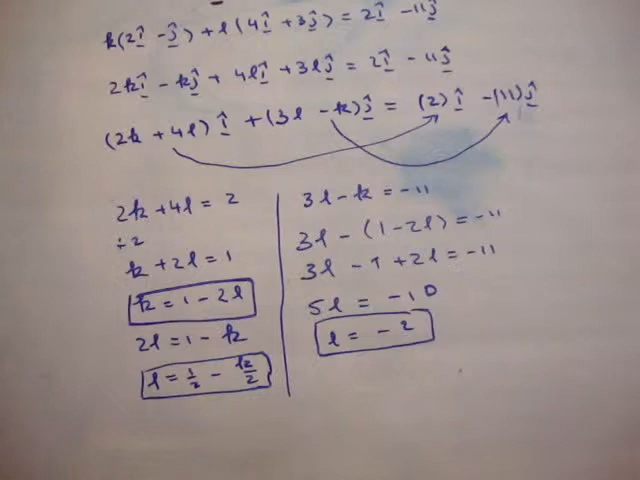 k(2î - ĵ) + l(4î + 3ĵ) = 2î - 11ĵ
2kî - kĵ + 4lî + 3lĵ = 2î - 11ĵ
(2k + 4l)î + (3l - k)ĵ = (2)î -(11)ĵ
2k + 4l = 2
÷2
k + 2l = 1
k = 1 - 2l
2l = 1 - k
l = 1/2 - k/2
3l - k = -11
3l - (1 - 2l) = -11
3l - 1 + 2l = -11
5l = -10
l = -2